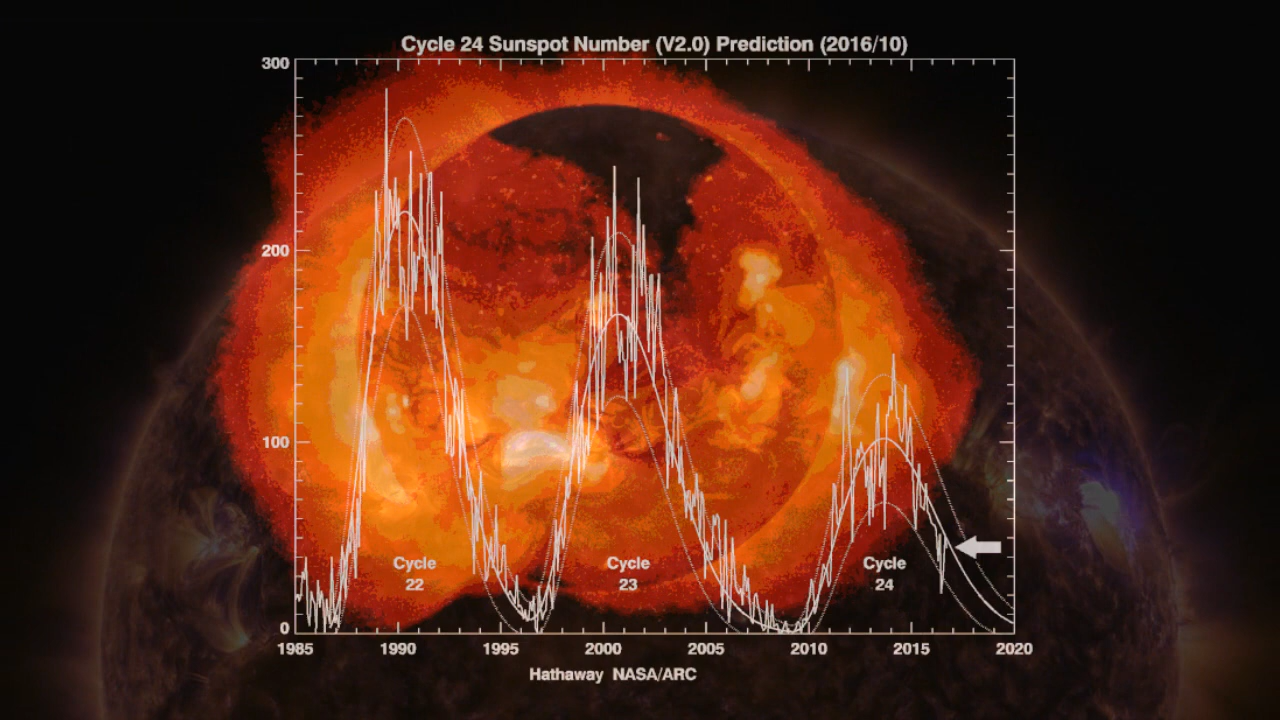 Cycle 24 Sunspot Number (V2.0) Prediction (2016/10)
300
200
100
0
Cycle
22
Cycle
23
Cycle
24
1985 1990 1995 2000 2005 2010 2015 2020
Hathaway NASA/ARC